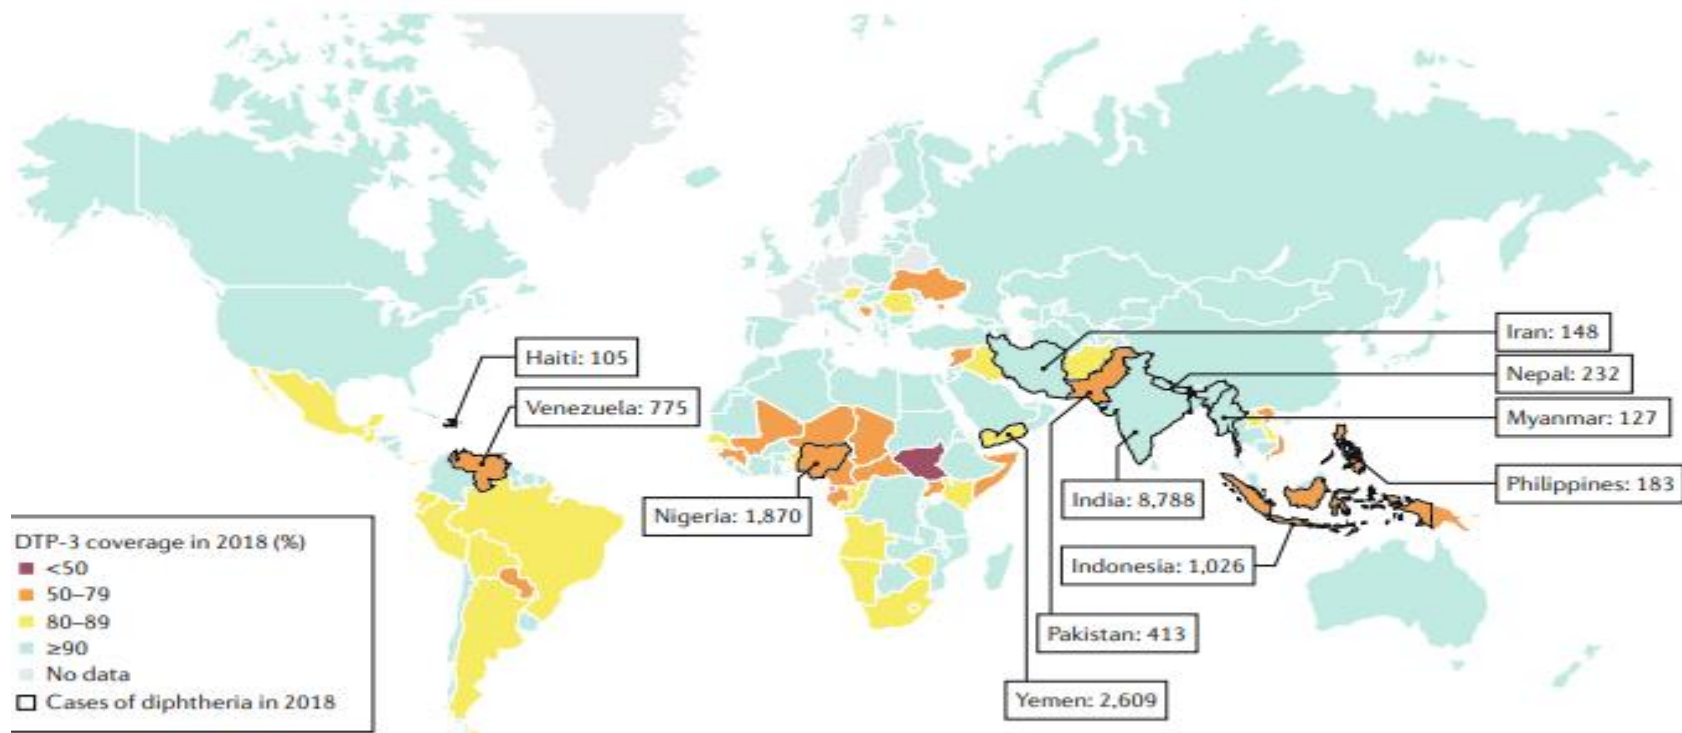 Haiti: 105
Venezuela: 775
Nigeria: 1,870
Iran: 148
Nepal: 232
Myanmar: 127
Philippines: 183
India: 8,788
Indonesia: 1,026
Pakistan: 413
Yemen: 2,609
DTP-3 coverage in 2018 (%)
<50
50–79
80–89
≥90
No data
Cases of diphtheria in 2018